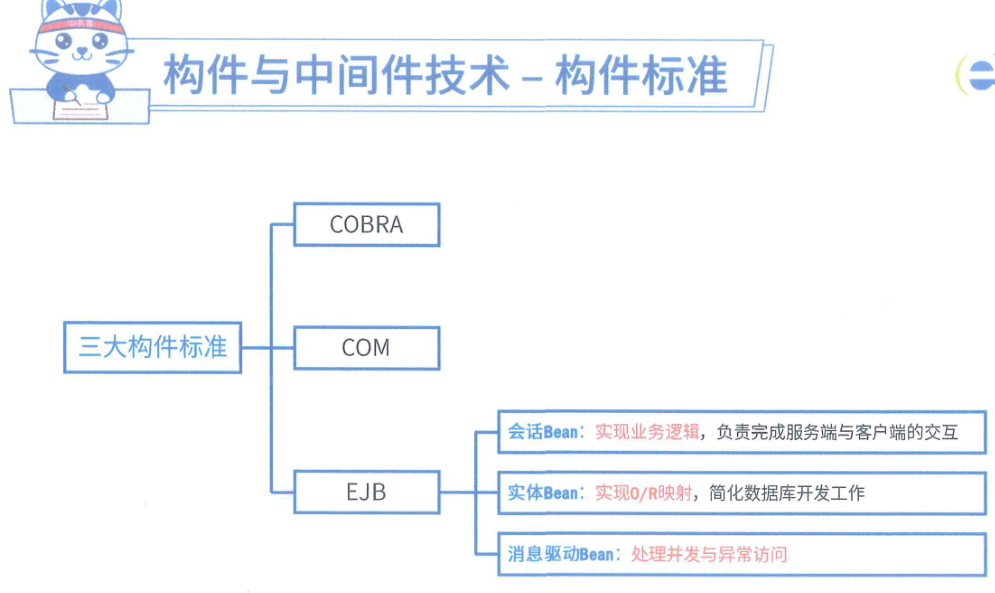 构件与中间件技术 – 构件标准
COBRA
三大构件标准
COM
EJB
会话Bean：实现业务逻辑，负责完成服务端与客户端的交互
实体Bean：实现O/R映射，简化数据库开发工作
消息驱动Bean：处理并发与异常访问